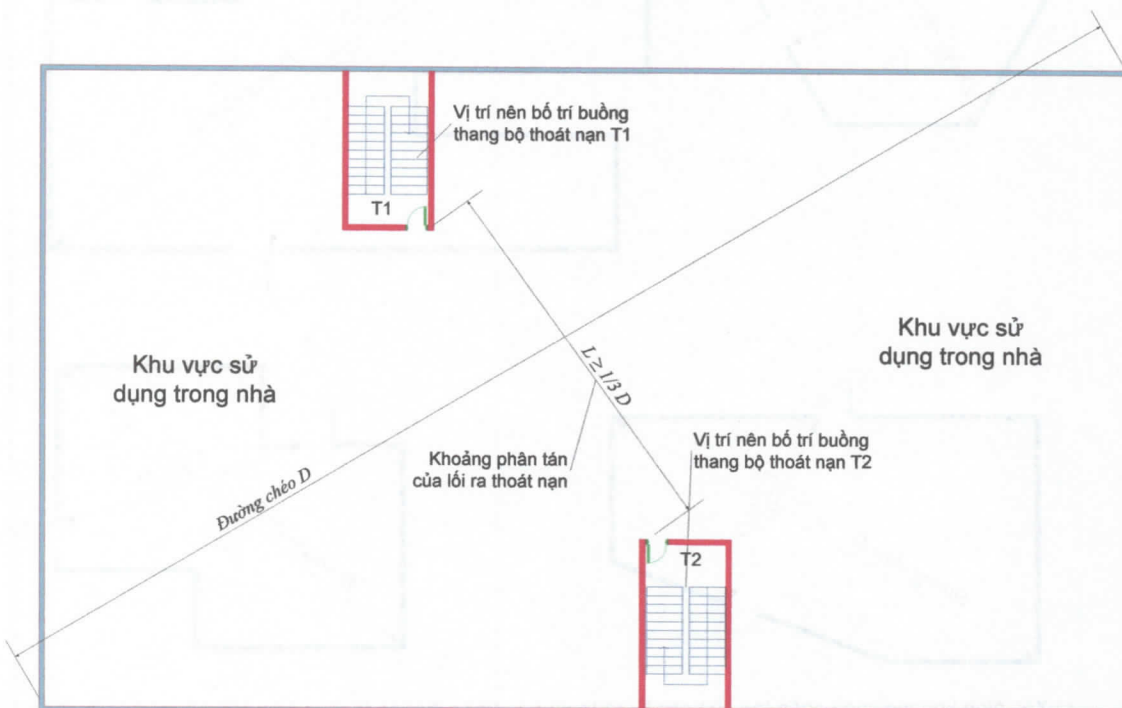 Vị trí nên bố trí buồng
thang bộ thoát nạn T1
T1
Khu vực sử
dụng trong nhà
Khu vực sử
dụng trong nhà
L ≥ 1/3 D
Khoảng phân tán
của lối ra thoát nạn
Vị trí nên bố trí buồng
thang bộ thoát nạn T2
Đường chéo D
T2